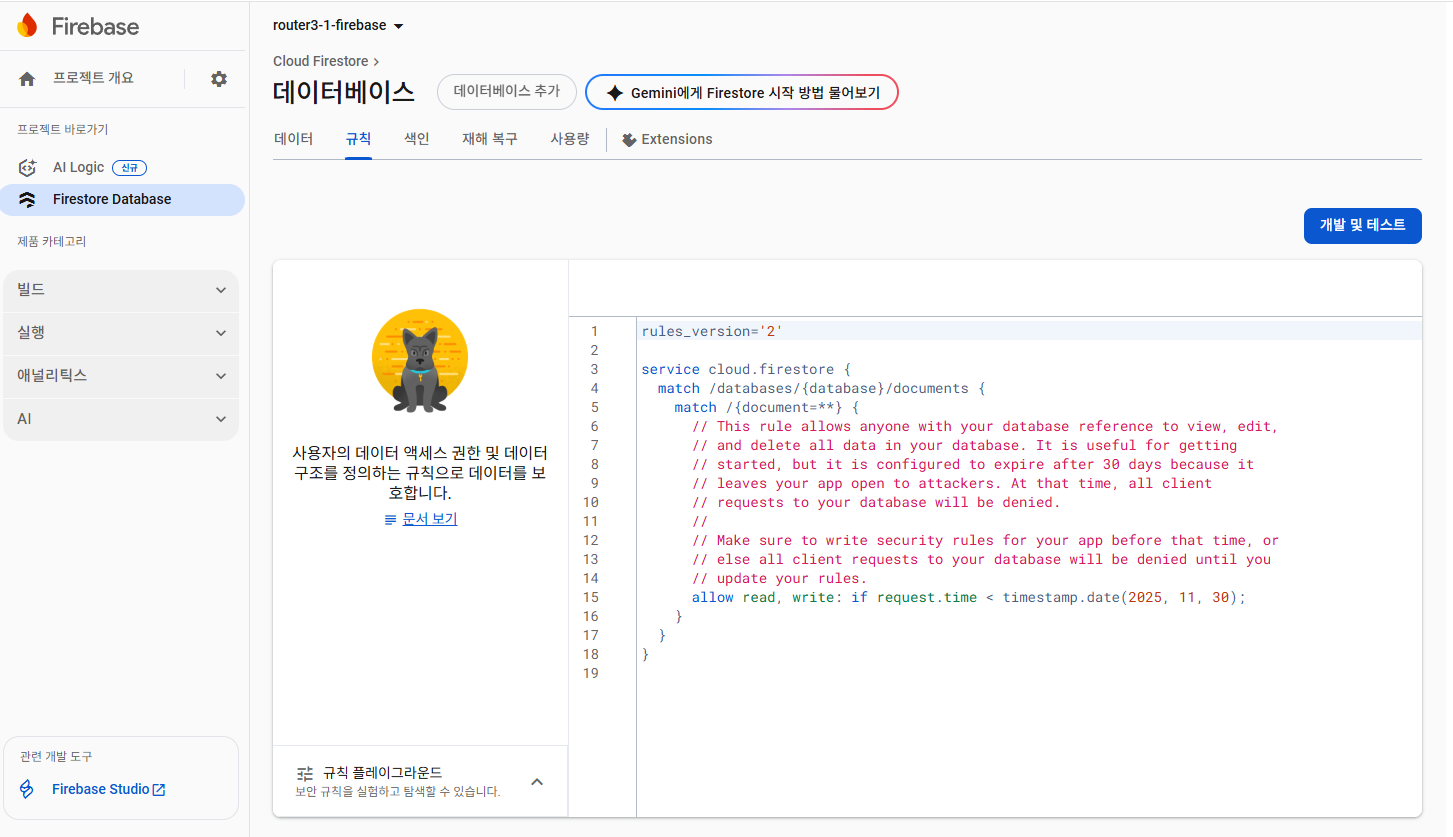 Firebase
router3-1-firebase
프로젝트 개요
Cloud Firestore
데이터베이스
데이터베이스 추가
Gemini에게 Firestore 시작 방법 물어보기
프로젝트 바로가기
AI Logic 신규
Firestore Database
제품 카테고리
빌드
실행
애널리틱스
AI
관련 개발 도구
Firebase Studio
데이터 규칙 색인 재해 복구 사용량 Extensions
개발 및 테스트
사용자의 데이터 액세스 권한 및 데이터
구조를 정의하는 규칙으로 데이터를 보
호합니다.
문서 보기
규칙 플레이그라운드
보안 규칙을 실험하고 탐색할 수 있습니다.
1 rules_version='2'
2
3 service cloud.firestore {
4 match /databases/{database}/documents {
5 match /{document=**} {
6 // This rule allows anyone with your database reference to view, edit,
7 // and delete all data in your database. It is useful for getting
8 // started, but it is configured to expire after 30 days because it
9 // leaves your app open to attackers. At that time, all client
10 // requests to your database will be denied.
11 //
12 // Make sure to write security rules for your app before that time, or
13 // else all client requests to your database will be denied until you
14 // update your rules.
15 allow read, write: if request.time < timestamp.date(2025, 11, 30);
16 }
17 }
18 }
19